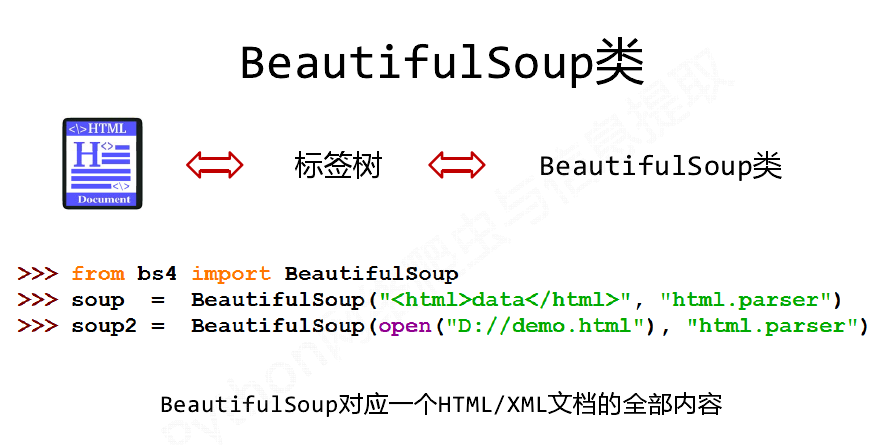 BeautifulSoup类
<\>HTML
H<>
<\>
Document
标签树
BeautifulSoup类
>>> from bs4 import BeautifulSoup
>>> soup  =  BeautifulSoup("<html>data</html>", "html.parser")
>>> soup2 =  BeautifulSoup(open("D://demo.html"), "html.parser")
BeautifulSoup对应一个HTML/XML文档的全部内容